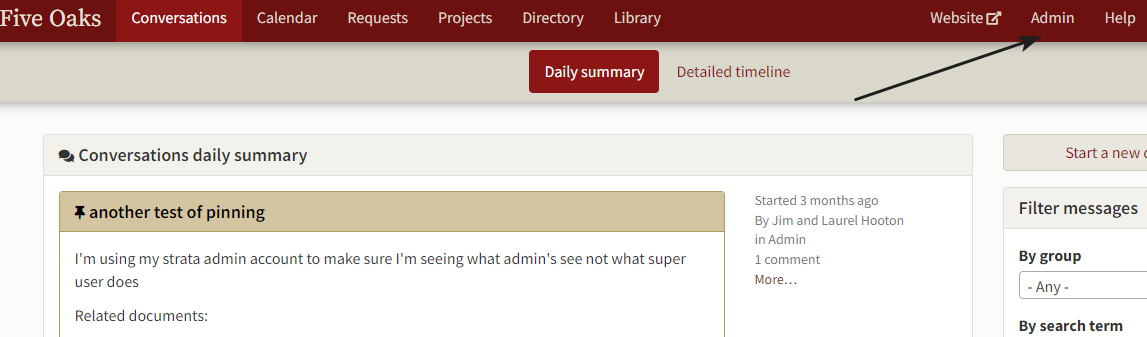 Five Oaks Conversations Calendar Requests Projects Directory Library Website Admin Help
Daily summary Detailed timeline
Conversations daily summary
another test of pinning
I'm using my strata admin account to make sure I'm seeing what admin's see not what super
user does
Related documents:
Started 3 months ago
By Jim and Laurel Hooton
in Admin
1 comment
More…
Start a new c
Filter messages
By group
- Any -
By search term